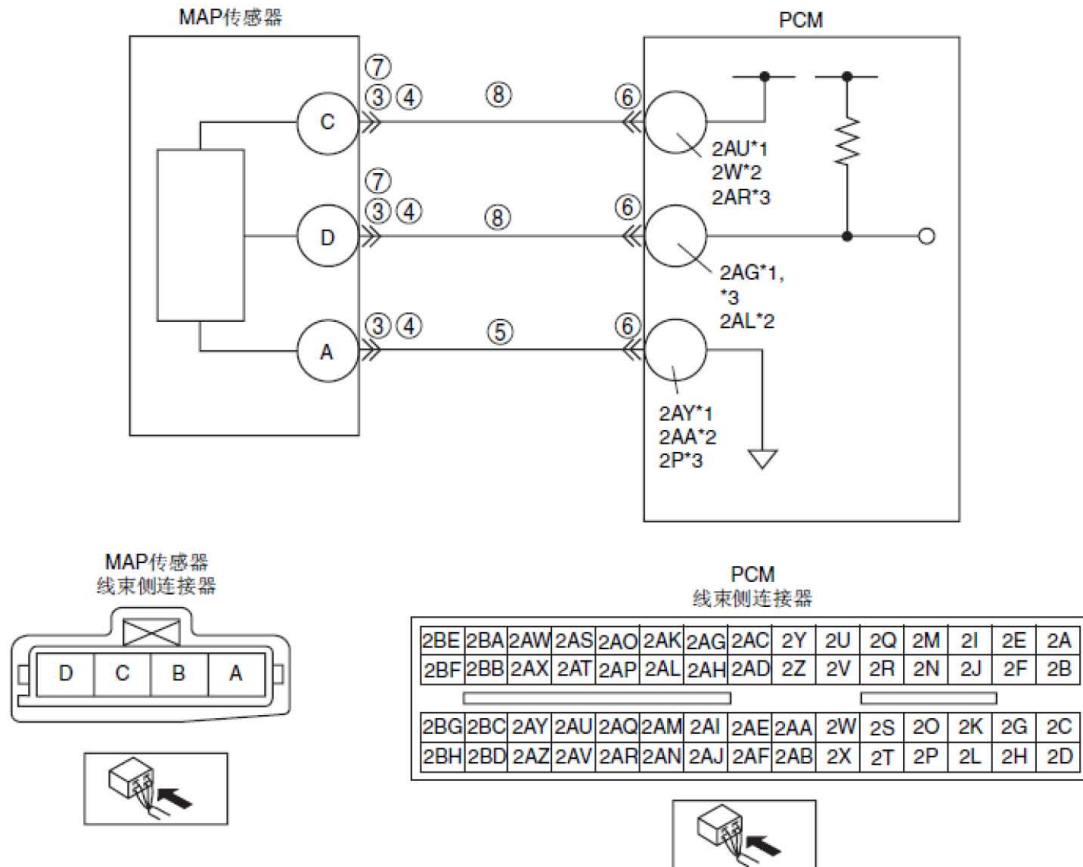 MAP传感器
PCM
⑦
③ ④
⑧
⑥
C
2AU*1
2W*2
2AR*3
⑦
③ ④
⑧
⑥
D
2AG*1,
*3
2AL*2
③ ④
⑤
⑥
A
2AY*1
2AA*2
2P*3
MAP传感器
线束侧连接器
D C B A
PCM
线束侧连接器
2BE 2BA 2AW 2AS 2AO 2AK 2AG 2AC 2Y 2U 2Q 2M 2I 2E 2A
2BF 2BB 2AX 2AT 2AP 2AL 2AH 2AD 2Z 2V 2R 2N 2J 2F 2B
2BG 2BC 2AY 2AU 2AQ 2AM 2AI 2AE 2AA 2W 2S 2O 2K 2G 2C
2BH 2BD 2AZ 2AV 2AR 2AN 2AJ 2AF 2AB 2X 2T 2P 2L 2H 2D